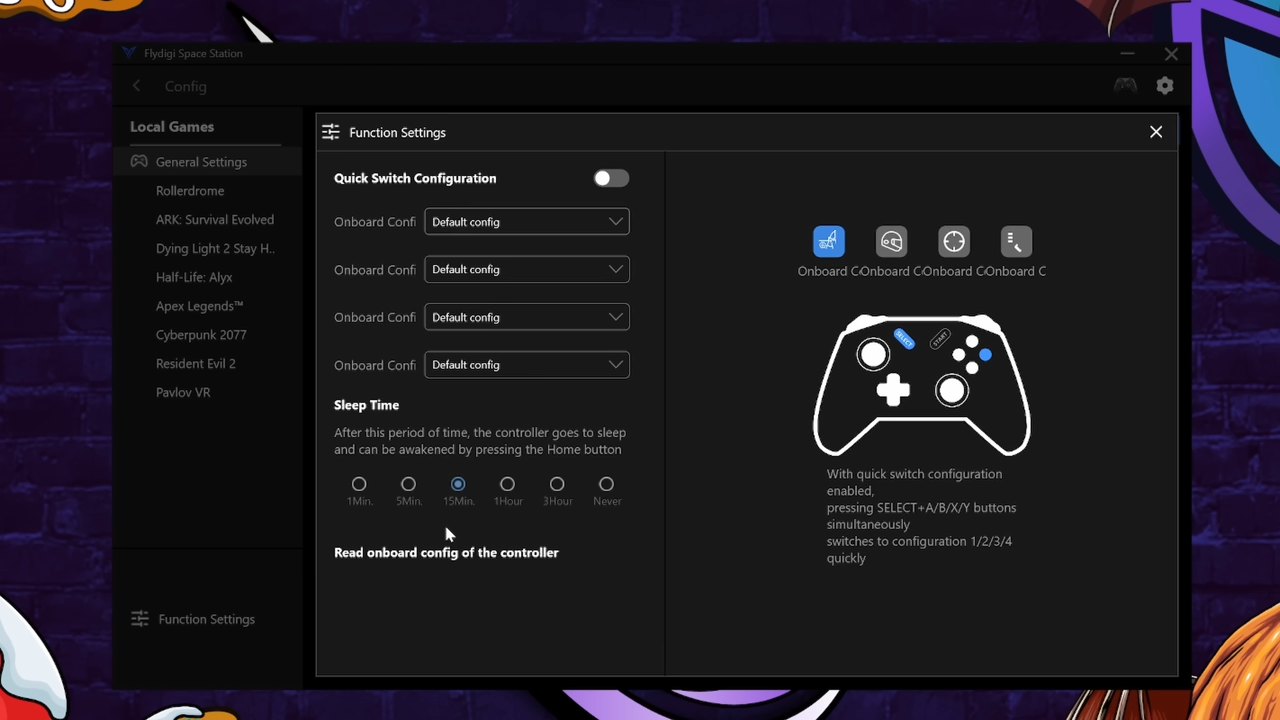 Flydigi Space Station
Config
Local Games
General Settings
Rollerdrome
ARK: Survival Evolved
Dying Light 2 Stay H..
Half-Life: Alyx
Apex Legends™
Cyberpunk 2077
Resident Evil 2
Pavlov VR
Function Settings
Function Settings
Quick Switch Configuration
Onboard Confi Default config
Onboard Confi Default config
Onboard Confi Default config
Onboard Confi Default config
Sleep Time
After this period of time, the controller goes to sleep
and can be awakened by pressing the Home button
1Min. 5Min. 15Min. 1Hour 3Hour Never
Read onboard config of the controller
Onboard C Onboard C Onboard C Onboard C
SELECT START
With quick switch configuration
enabled,
pressing SELECT+A/B/X/Y buttons
simultaneously
switches to configuration 1/2/3/4
quickly